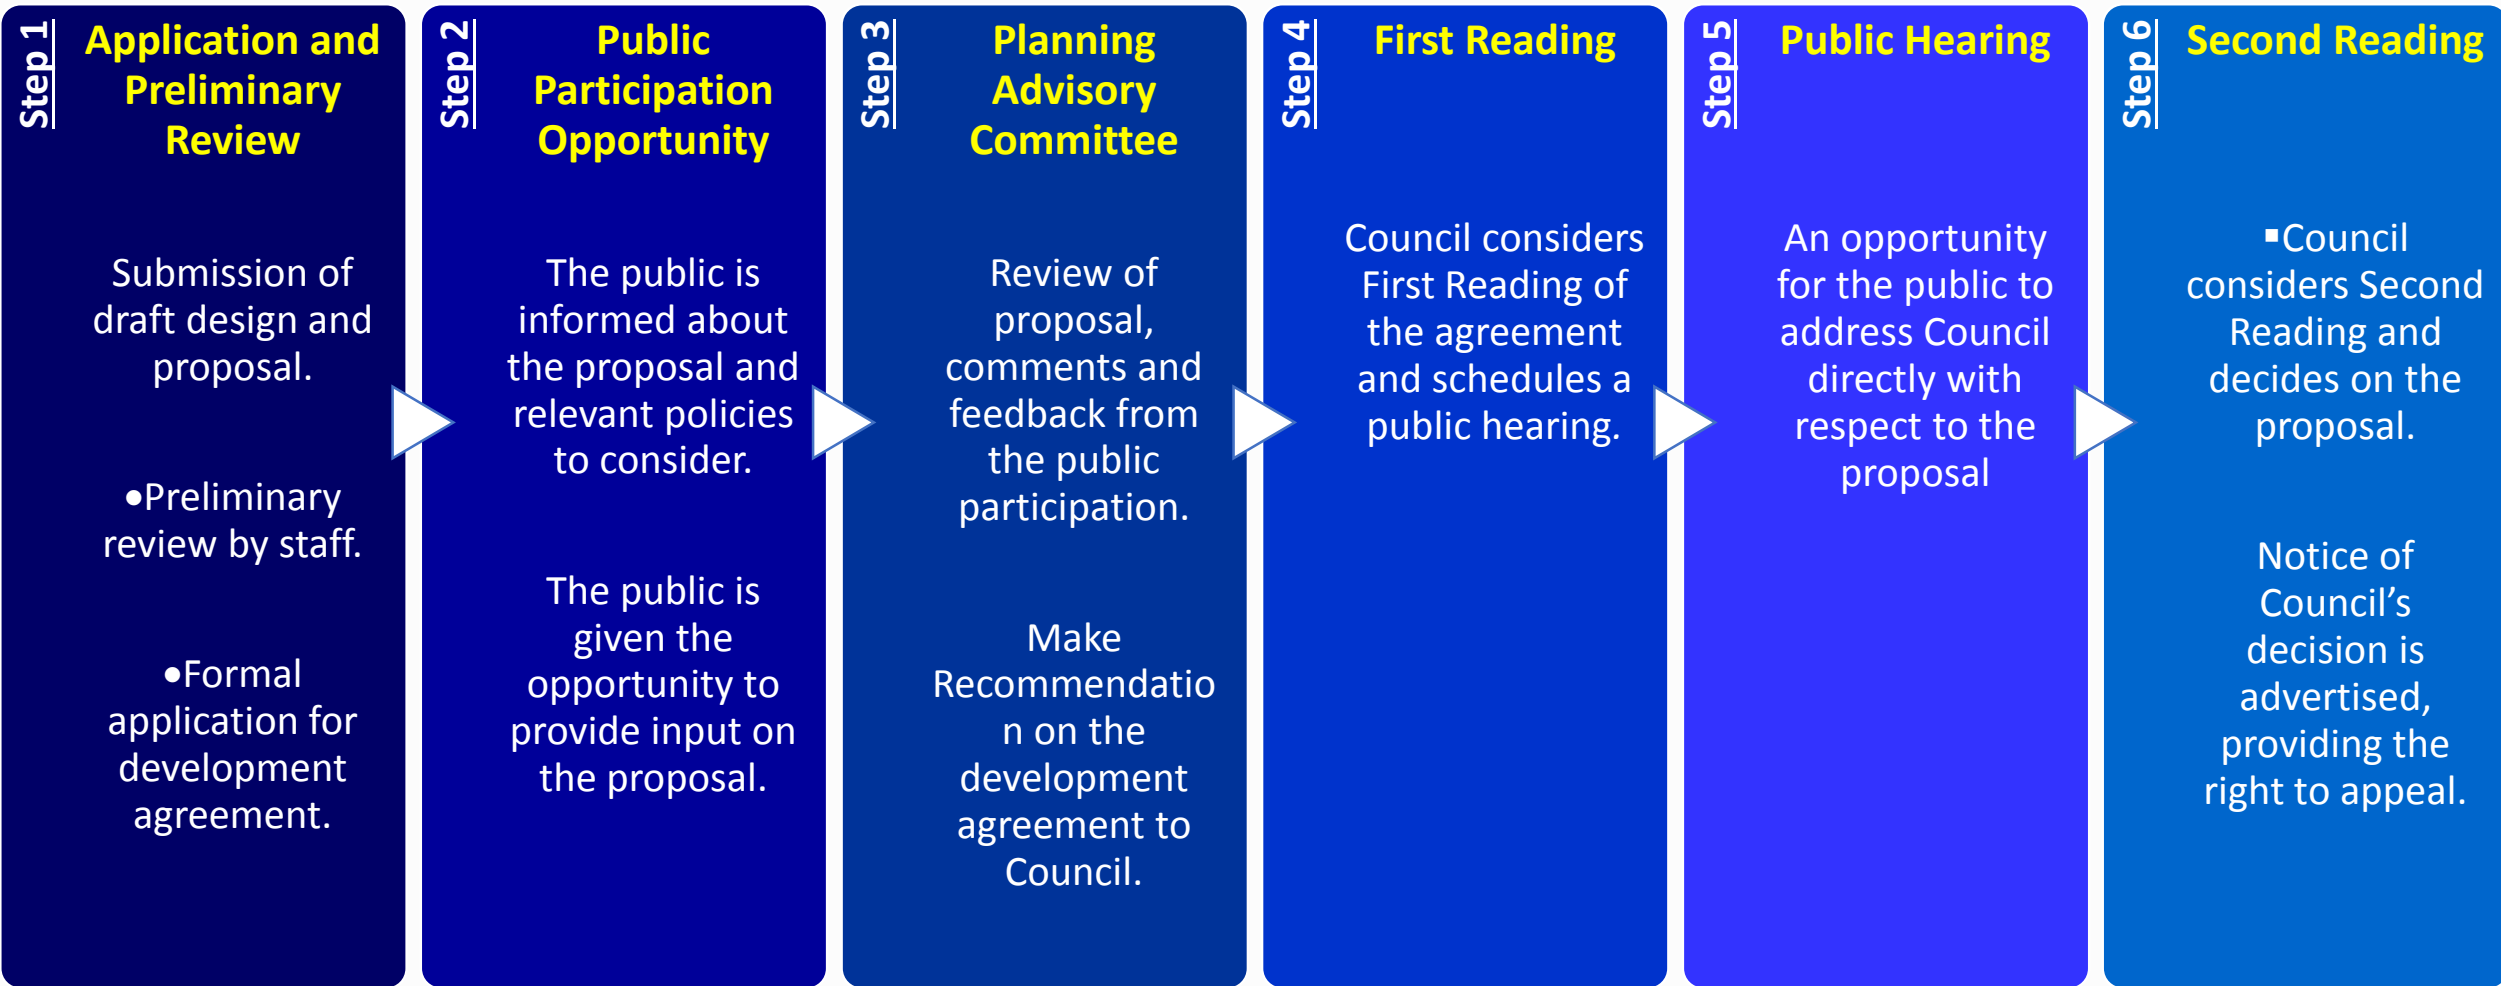 Step 1
Application and
Preliminary
Review
Submission of
draft design and
proposal.
•Preliminary
review by staff.
•Formal
application for
development
agreement.
Step 2
Public
Participation
Opportunity
The public is
informed about
the proposal and
relevant policies
to consider.
The public is
given the
opportunity to
provide input on
the proposal.
Step 3
Planning
Advisory
Committee
Review of
proposal,
comments and
feedback from
the public
participation.
Make
Recommendatio
n on the
development
agreement to
Council.
Step 4
First Reading
Council considers
First Reading of
the agreement
and schedules a
public hearing.
Step 5
Public Hearing
An opportunity
for the public to
address Council
directly with
respect to the
proposal
Step 6
Second Reading
▪Council
considers Second
Reading and
decides on the
proposal.
Notice of
Council’s
decision is
advertised,
providing the
right to appeal.